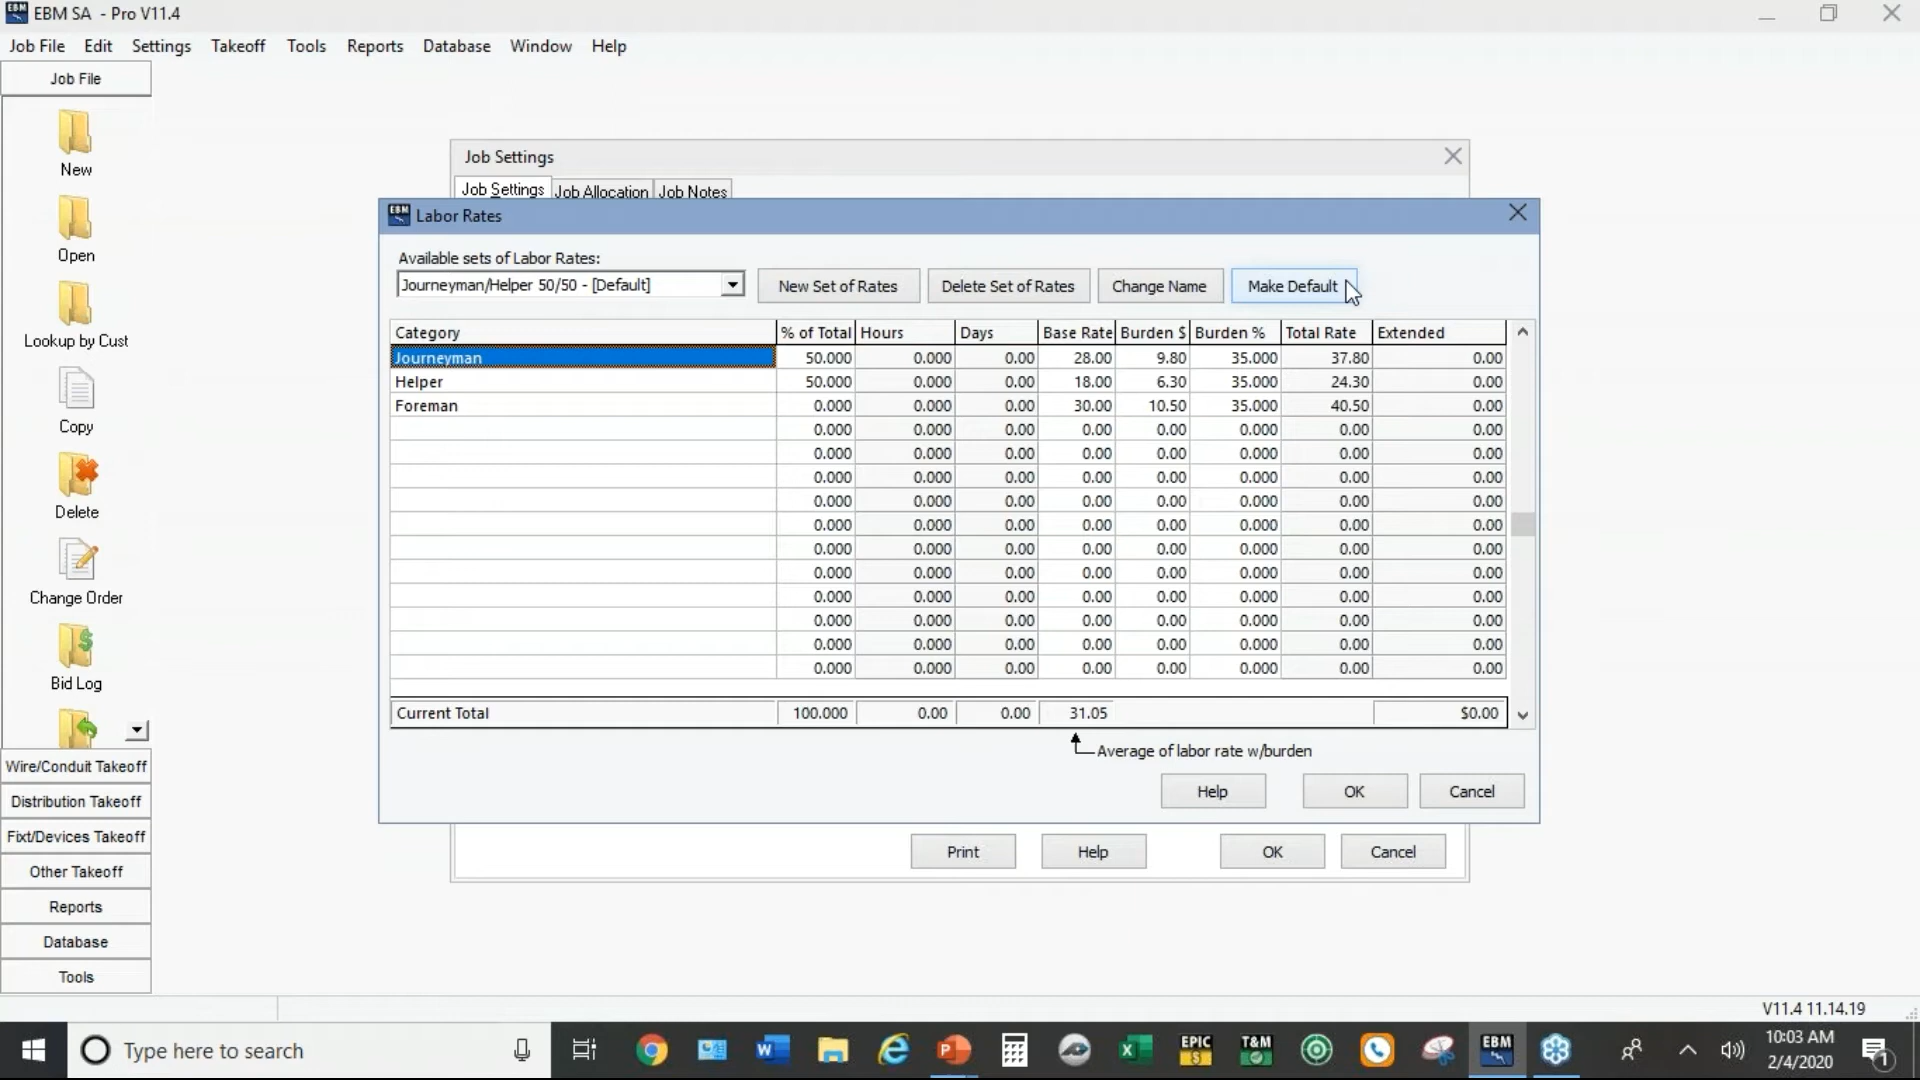 EBM SA - Pro V11.4
Job File Edit Settings Takeoff Tools Reports Database Window Help
Job File
New
Open
Lookup by Cust
Copy
Delete
Change Order
Bid Log
Wire/Conduit Takeoff
Distribution Takeoff
Fixt/Devices Takeoff
Other Takeoff
Reports
Database
Tools
Job Settings
Job Settings Job Allocation Job Notes
EBM Labor Rates
Available sets of Labor Rates:
Journeyman/Helper 50/50 - [Default] New Set of Rates Delete Set of Rates Change Name Make Default
Category % of Total Hours Days Base Rate Burden $ Burden % Total Rate Extended
Journeyman 50.000 0.000 0.00 28.00 9.80 35.000 37.80 0.00
Helper 50.000 0.000 0.00 18.00 6.30 35.000 24.30 0.00
Foreman 0.000 0.000 0.00 30.00 10.50 35.000 40.50 0.00
0.000 0.000 0.00 0.00 0.00 0.000 0.00 0.00
0.000 0.000 0.00 0.00 0.00 0.000 0.00 0.00
0.000 0.000 0.00 0.00 0.00 0.000 0.00 0.00
0.000 0.000 0.00 0.00 0.00 0.000 0.00 0.00
0.000 0.000 0.00 0.00 0.00 0.000 0.00 0.00
0.000 0.000 0.00 0.00 0.00 0.000 0.00 0.00
0.000 0.000 0.00 0.00 0.00 0.000 0.00 0.00
0.000 0.000 0.00 0.00 0.00 0.000 0.00 0.00
0.000 0.000 0.00 0.00 0.00 0.000 0.00 0.00
0.000 0.000 0.00 0.00 0.00 0.000 0.00 0.00
0.000 0.000 0.00 0.00 0.00 0.000 0.00 0.00
Current Total 100.000 0.00 0.00 31.05 $0.00
Average of labor rate w/burden
Help OK Cancel
Print Help OK Cancel
V11.4 11.14.19
Type here to search
EPIC
T&M
EBM
10:03 AM
2/4/2020
1